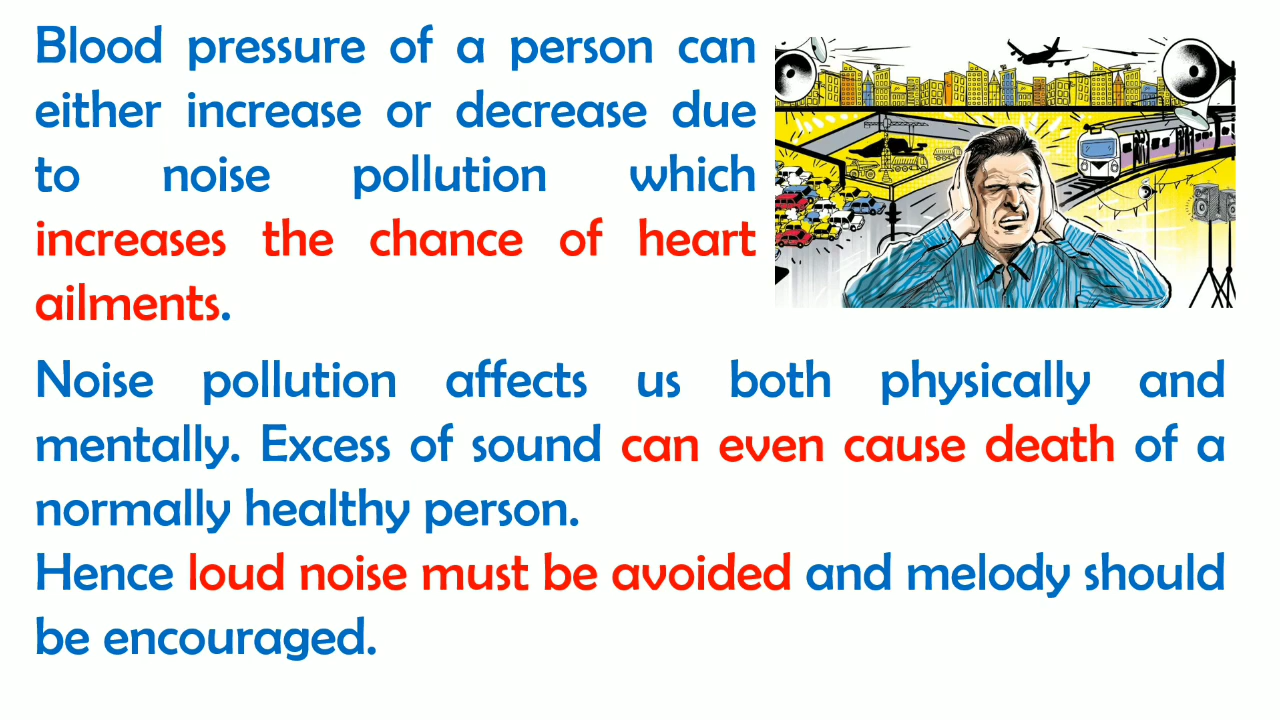 Blood pressure of a person can
either increase or decrease due
to noise pollution which
increases the chance of heart
ailments.
Noise pollution affects us both physically and
mentally. Excess of sound can even cause death of a
normally healthy person.
Hence loud noise must be avoided and melody should
be encouraged.